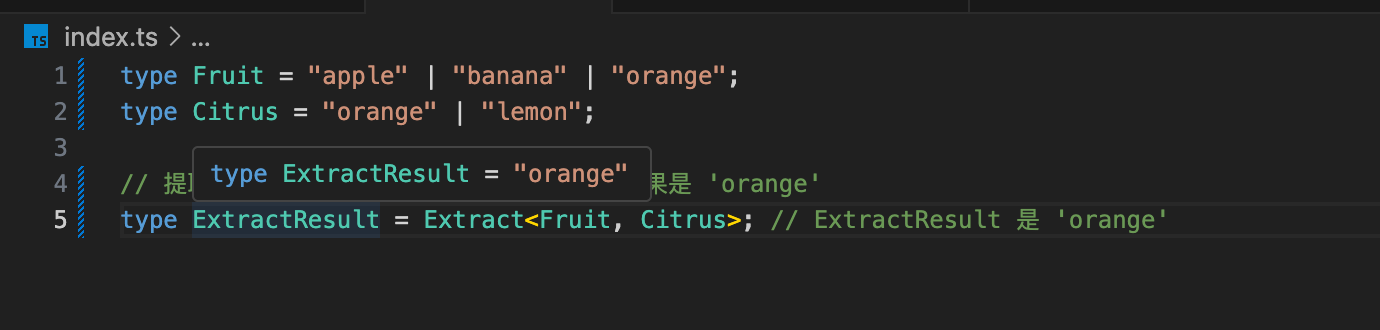 TS index.ts > ...
1 type Fruit = "apple" | "banana" | "orange";
2 type Citrus = "orange" | "lemon";
3
type ExtractResult = "orange"
4 // 提 果是 'orange'
5 type ExtractResult = Extract<Fruit, Citrus>; // ExtractResult 是 'orange'